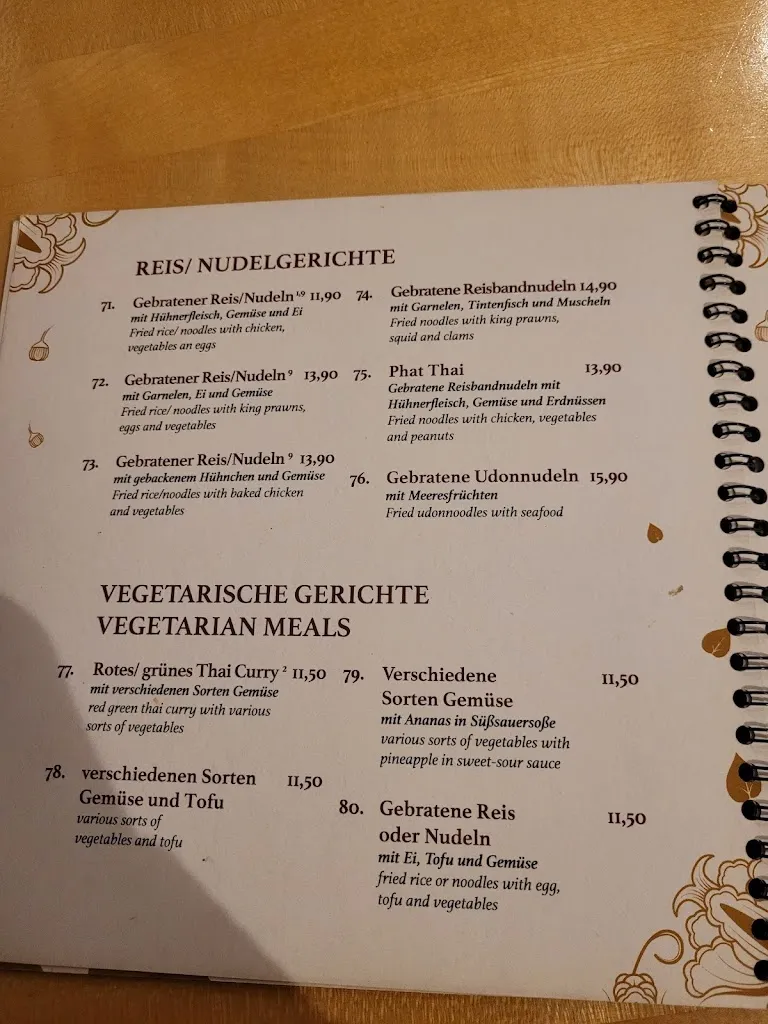 REIS/ NUDELGERICHTE
71. Gebratener Reis/Nudeln 1,9 11,90
mit Hühnerfleisch, Gemüse und Ei
Fried rice/ noodles with chicken,
vegetables an eggs
72. Gebratener Reis/Nudeln 9 13,90
mit Garnelen, Ei und Gemüse
Fried rice/ noodles with king prawns,
eggs and vegetables
73. Gebratener Reis/Nudeln 9 13,90
mit gebackenem Hühnchen und Gemüse
Fried rice/noodles with baked chicken
and vegetables
74. Gebratene Reisbandnudeln 14,90
mit Garnelen, Tintenfisch und Muscheln
Fried noodles with king prawns,
squid and clams
75. Phat Thai 13,90
Gebratene Reisbandnudeln mit
Hühnerfleisch, Gemüse und Erdnüssen
Fried noodles with chicken, vegetables
and peanuts
76. Gebratene Udonnudeln 15,90
mit Meeresfrüchten
Fried udonnoodles with seafood
VEGETARISCHE GERICHTE
VEGETARIAN MEALS
77. Rotes/ grünes Thai Curry 2 11,50
mit verschiedenen Sorten Gemüse
red green thai curry with various
sorts of vegetables
78. verschiedenen Sorten 11,50
Gemüse und Tofu
various sorts of
vegetables and tofu
79. Verschiedene 11,50
Sorten Gemüse
mit Ananas in Süßsauersoße
various sorts of vegetables with
pineapple in sweet-sour sauce
80. Gebratene Reis 11,50
oder Nudeln
mit Ei, Tofu und Gemüse
fried rice or noodles with egg,
tofu and vegetables